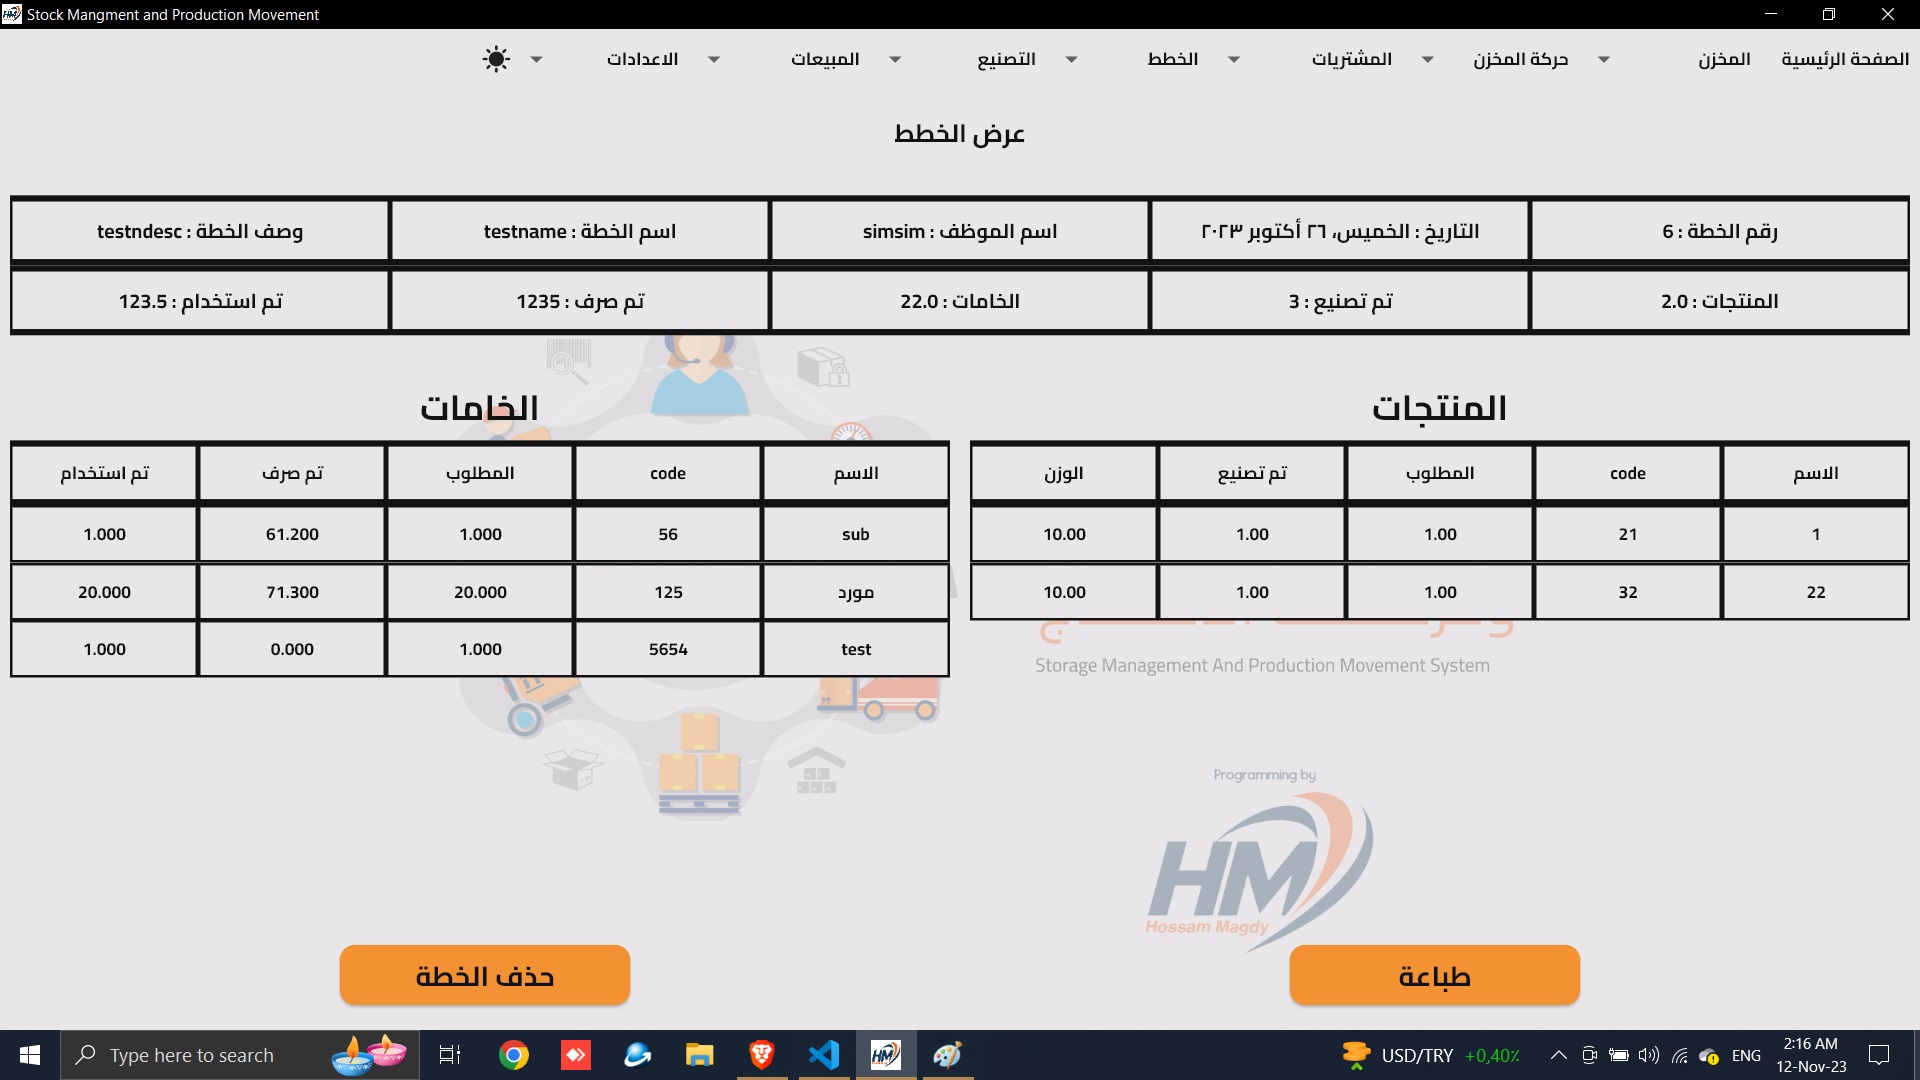 Stock Mangment and Production Movement
الصفحة الرئيسية المخزن حركة المخزن المشتريات الخطط التصنيع المبيعات الاعدادات
عرض الخطط
رقم الخطة : 6 التاريخ : الخميس، ٢٦ أكتوبر ٢٠٢٣ اسم الموظف : simsim اسم الخطة : testname وصف الخطة : testndesc
المنتجات : 2.0 تم تصنيع : 3 الخامات : 22.0 تم صرف : 1235 تم استخدام : 123.5
المنتجات
الاسم code المطلوب تم تصنيع الوزن
1 21 1.00 1.00 10.00
22 32 1.00 1.00 10.00
الخامات
الاسم code المطلوب تم صرف تم استخدام
sub 56 1.000 61.200 1.000
مورد 125 20.000 71.300 20.000
test 5654 1.000 0.000 1.000
Storage Management And Production Movement System
Programming by
HM
Hossam Magdy
طباعة
حذف الخطة
Type here to search
USD/TRY +0,40%
ENG
2:16 AM
12-Nov-23